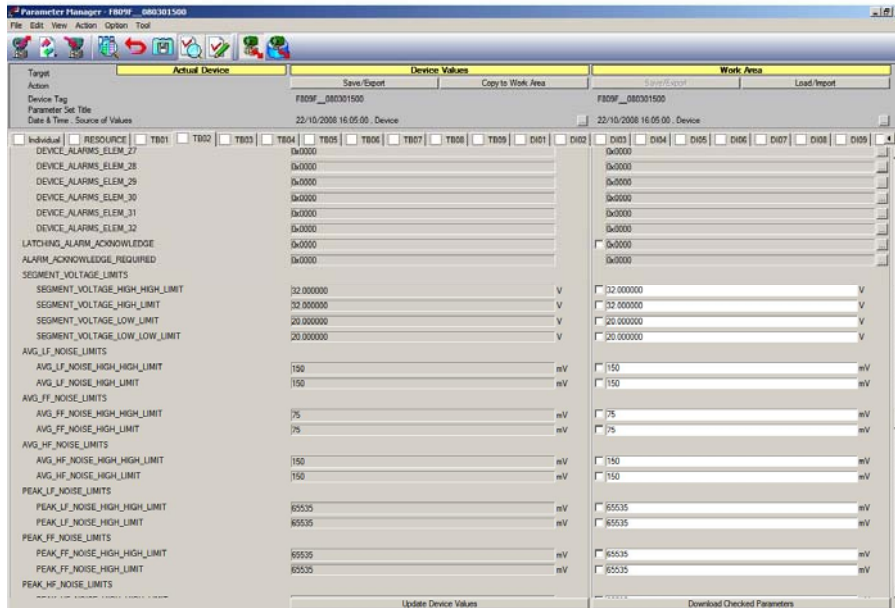 Parameter Manager - F809F__080301500
File Edit View Action Option Tool
Target Actual Device Device Values Work Area
Action Save/Export Copy to Work Area Save/Export Load/Import
Device Tag F809F__080301500 F809F__080301500
Parameter Set Title
Date & Time . Source of Values 22/10/2008 16:05:00 . Device 22/10/2008 16:05:00 . Device
Individual RESOURCE TB01 TB02 TB03 TB04 TB05 TB06 TB07 TB08 TB09 DI01 DI02 DI03 DI04 DI05 DI06 DI07 DI08 DI09
DEVICE_ALARMS_ELEM_27 0x0000 0x0000
DEVICE_ALARMS_ELEM_28 0x0000 0x0000
DEVICE_ALARMS_ELEM_29 0x0000 0x0000
DEVICE_ALARMS_ELEM_30 0x0000 0x0000
DEVICE_ALARMS_ELEM_31 0x0000 0x0000
DEVICE_ALARMS_ELEM_32 0x0000 0x0000
LATCHING_ALARM_ACKNOWLEDGE 0x0000 0x0000
ALARM_ACKNOWLEDGE_REQUIRED 0x0000 0x0000
SEGMENT_VOLTAGE_LIMITS
SEGMENT_VOLTAGE_HIGH_HIGH_LIMIT 32.000000 V 32.000000 V
SEGMENT_VOLTAGE_HIGH_LIMIT 32.000000 V 32.000000 V
SEGMENT_VOLTAGE_LOW_LIMIT 20.000000 V 20.000000 V
SEGMENT_VOLTAGE_LOW_LOW_LIMIT 20.000000 V 20.000000 V
AVG_LF_NOISE_LIMITS
AVG_LF_NOISE_HIGH_HIGH_LIMIT 150 mV 150 mV
AVG_LF_NOISE_HIGH_LIMIT 150 mV 150 mV
AVG_FF_NOISE_LIMITS
AVG_FF_NOISE_HIGH_HIGH_LIMIT 75 mV 75 mV
AVG_FF_NOISE_HIGH_LIMIT 75 mV 75 mV
AVG_HF_NOISE_LIMITS
AVG_HF_NOISE_HIGH_HIGH_LIMIT 150 mV 150 mV
AVG_HF_NOISE_HIGH_LIMIT 150 mV 150 mV
PEAK_LF_NOISE_LIMITS
PEAK_LF_NOISE_HIGH_HIGH_LIMIT 65535 mV 65535 mV
PEAK_LF_NOISE_HIGH_LIMIT 65535 mV 65535 mV
PEAK_FF_NOISE_LIMITS
PEAK_FF_NOISE_HIGH_HIGH_LIMIT 65535 mV 65535 mV
PEAK_FF_NOISE_HIGH_LIMIT 65535 mV 65535 mV
PEAK_HF_NOISE_LIMITS
Update Device Values Download Checked Parameters